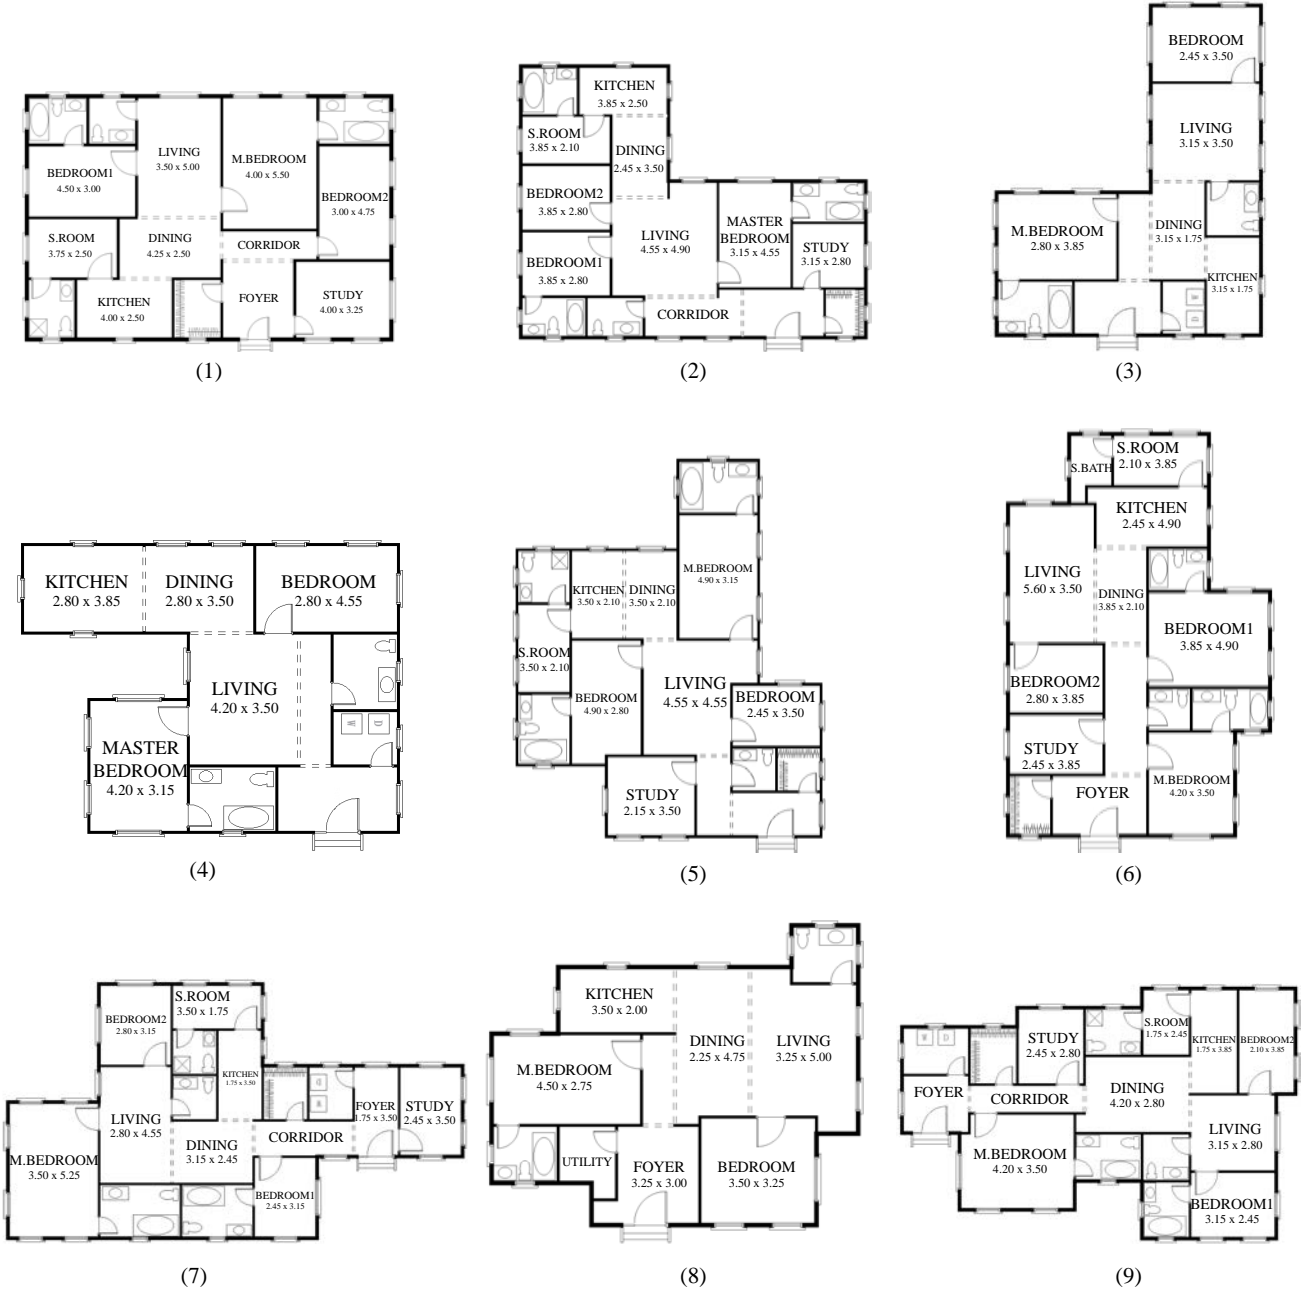 LIVING
3.50 x 5.00
M.BEDROOM
4.00 x 5.50
BEDROOM1
4.50 x 3.00
BEDROOM2
3.00 x 4.75
S.ROOM
3.75 x 2.50
DINING
4.25 x 2.50
CORRIDOR
KITCHEN
4.00 x 2.50
FOYER
STUDY
4.00 x 3.25
(1)
KITCHEN
3.85 x 2.50
S.ROOM
3.85 x 2.10
DINING
2.45 x 3.50
BEDROOM2
3.85 x 2.80
LIVING
4.55 x 4.90
MASTER
BEDROOM
3.15 x 4.55
STUDY
3.15 x 2.80
BEDROOM1
3.85 x 2.80
CORRIDOR
(2)
BEDROOM
2.45 x 3.50
LIVING
3.15 x 3.50
M.BEDROOM
2.80 x 3.85
DINING
3.15 x 1.75
KITCHEN
3.15 x 1.75
W
D
(3)
KITCHEN
2.80 x 3.85
DINING
2.80 x 3.50
BEDROOM
2.80 x 4.55
LIVING
4.20 x 3.50
W
D
MASTER
BEDROOM
4.20 x 3.15
(4)
M.BEDROOM
4.90 x 3.15
KITCHEN
3.50 x 2.10
DINING
3.50 x 2.10
S.ROOM
3.50 x 2.10
BEDROOM
4.90 x 2.80
LIVING
4.55 x 4.55
BEDROOM
2.45 x 3.50
STUDY
2.15 x 3.50
(5)
S.ROOM
2.10 x 3.85
S.BATH
KITCHEN
2.45 x 4.90
LIVING
5.60 x 3.50
DINING
3.85 x 2.10
BEDROOM1
3.85 x 4.90
BEDROOM2
2.80 x 3.85
STUDY
2.45 x 3.85
M.BEDROOM
4.20 x 3.50
FOYER
(6)
S.ROOM
3.50 x 1.75
BEDROOM2
2.80 x 3.15
KITCHEN
1.75 x 3.50
LIVING
2.80 x 4.55
FOYER
1.75 x 3.50
STUDY
2.45 x 3.50
DINING
3.15 x 2.45
CORRIDOR
M.BEDROOM
3.50 x 5.25
BEDROOM1
2.45 x 3.15
(7)
KITCHEN
3.50 x 2.00
DINING
2.25 x 4.75
LIVING
3.25 x 5.00
M.BEDROOM
4.50 x 2.75
UTILITY
FOYER
3.25 x 3.00
BEDROOM
3.50 x 3.25
(8)
W
D
STUDY
2.45 x 2.80
S.ROOM
1.75 x 2.45
KITCHEN
1.75 x 3.85
BEDROOM2
2.10 x 3.85
FOYER
CORRIDOR
DINING
4.20 x 2.80
LIVING
3.15 x 2.80
M.BEDROOM
4.20 x 3.50
BEDROOM1
3.15 x 2.45
(9)